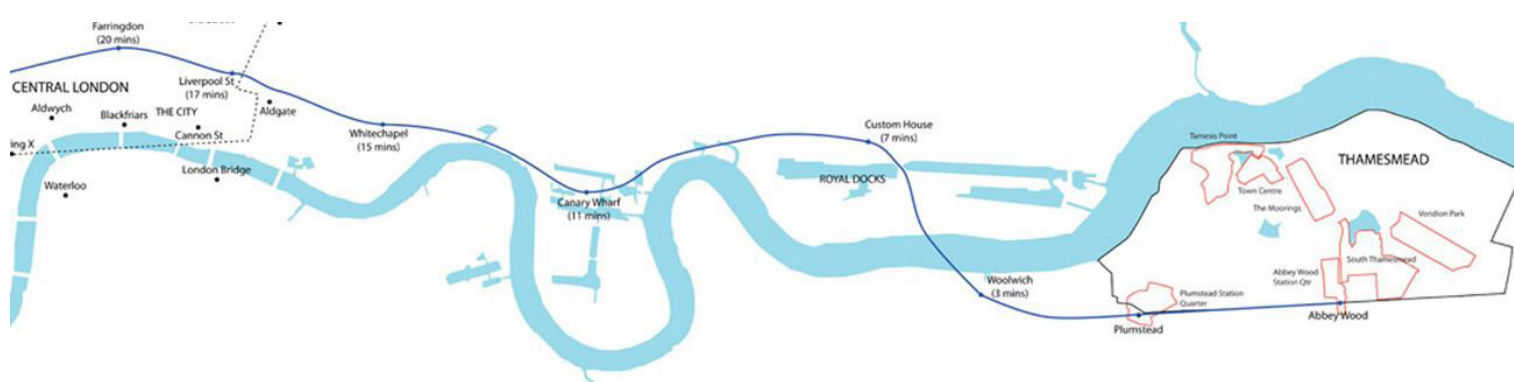 Farringdon
(20 mins)
CENTRAL LONDON
Liverpool St
(17 mins)
Aldwych
Blackfriars
THE CITY
Aldgate
Cannon St
ing X
Whitechapel
(15 mins)
London Bridge
Waterloo
Canary Wharf
(11 mins)
Custom House
(7 mins)
ROYAL DOCKS
Woolwich
(3 mins)
Tamesis Point
THAMESMEAD
Town Centre
The Moorings
Veridion Park
South Thamesmead
Abbey Wood
Station Qtr
Plumstead Station
Quarter
Plumstead
Abbey Wood